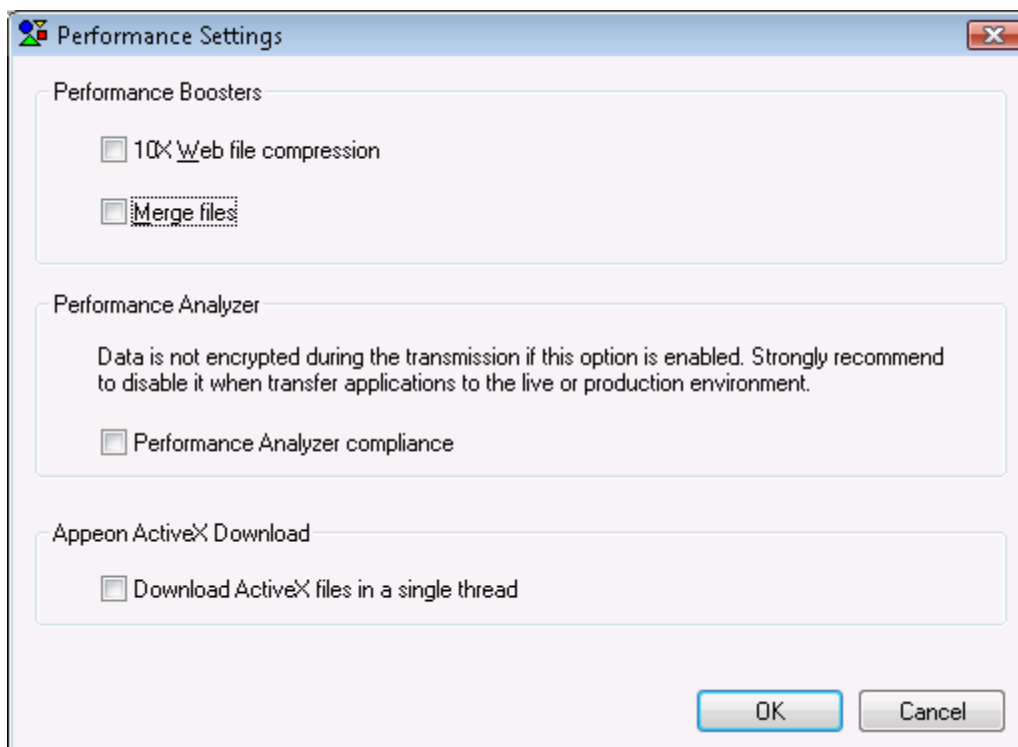 Performance Settings
Performance Boosters
10X Web file compression
Merge files
Performance Analyzer
Data is not encrypted during the transmission if this option is enabled. Strongly recommend
to disable it when transfer applications to the live or production environment.
Performance Analyzer compliance
Appeon ActiveX Download
Download ActiveX files in a single thread
OK
Cancel